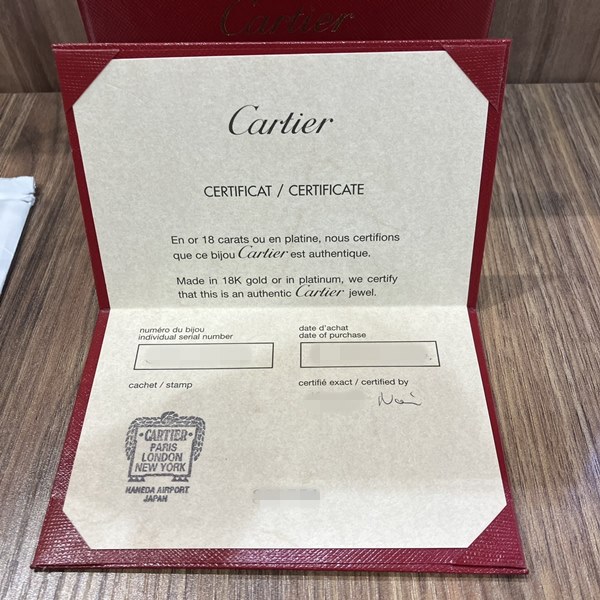 Cartier
Cartier
CERTIFICAT / CERTIFICATE
En or 18 carats ou en platine, nous certifions
que ce bijou Cartier est authentique.
Made in 18K gold or in platinum, we certify
that this is an authentic Cartier jewel.
numéro du bijou
individual serial number
date d'achat
date of purchase
cachet / stamp
certifié exact / certified by
·CARTIER·
PARIS
LONDON
NEW YORK
HANEDA AIRPORT
JAPAN